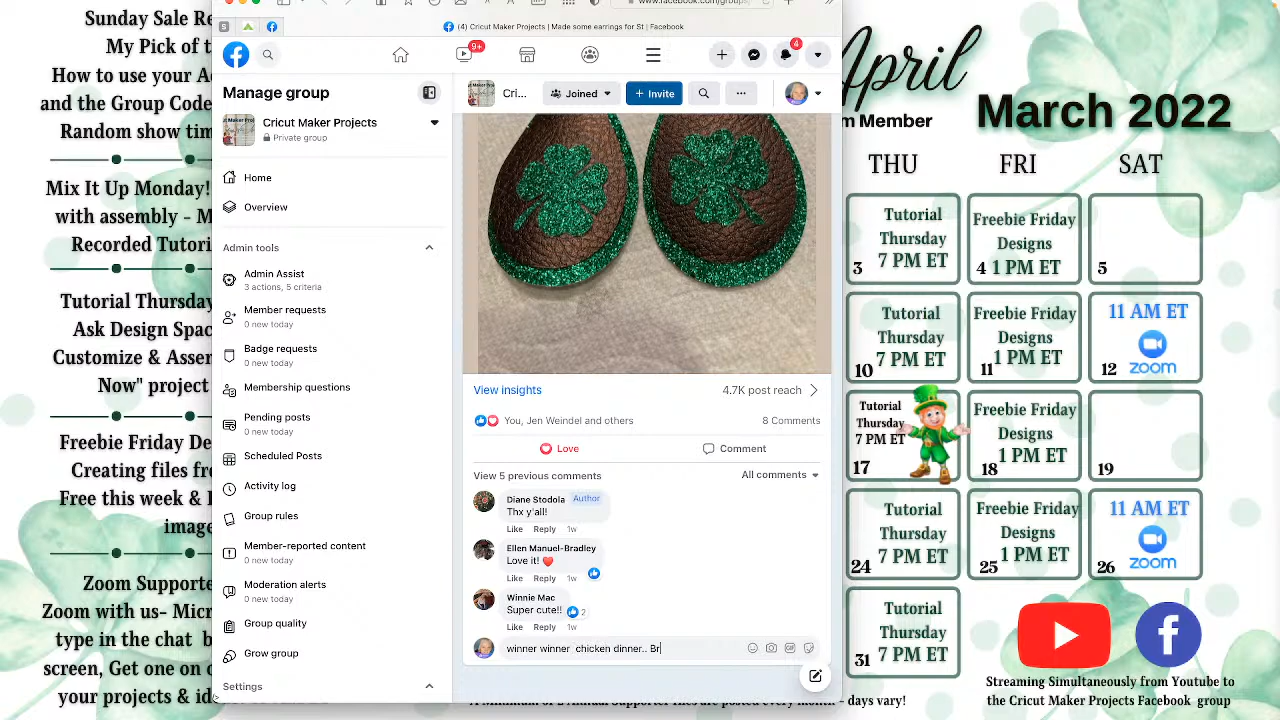 Sunday Sale Re
My Pick of t
How to use your A
and the Group Code
Random show tim
Mix It Up Monday!
with assembly - M
Recorded Tutori
Tutorial Thursday
Ask Design Spac
Customize & Asser
Now" project
Freebie Friday De
Creating files fr
Free this week & l
image
Zoom Supporte
Zoom with us- Micr
type in the chat b
screen, Get one on
your projects & id
(4) Cricut Maker Projects | Made some earrings for St | Facebook
9+
4
Manage group
Cricut Maker Projects
Private group
Home
Overview
Admin tools
Admin Assist
3 actions, 5 criteria
Member requests
0 new today
Badge requests
0 new today
Membership questions
Pending posts
0 new today
Scheduled Posts
Activity log
Group rules
Member-reported content
0 new today
Moderation alerts
0 new today
Group quality
Grow group
Settings
Cri...
Joined
+ Invite
View insights
4.7K post reach
You, Jen Weindel and others
8 Comments
Love
Comment
View 5 previous comments
All comments
Diane Stodola Author
Thx y'all!
Like Reply 1w
Ellen Manuel-Bradley
Love it! ❤️
Like Reply 1w
Winnie Mac
Super cute!!
2
Like Reply 1w
winner winner chicken dinner.. Br
April
m Member
March 2022
THU FRI SAT
Tutorial
Thursday
7 PM ET
3
Freebie Friday
Designs
1 PM ET
4
5
Tutorial
Thursday
7 PM ET
10
Freebie Friday
Designs
1 PM ET
11
11 AM ET
zoom
12
Tutorial
Thursday
7 PM ET
17
Freebie Friday
Designs
1 PM ET
18
19
Tutorial
Thursday
7 PM ET
24
Freebie Friday
Designs
1 PM ET
25
11 AM ET
zoom
26
Tutorial
Thursday
7 PM ET
31
Streaming Simultaneously from Youtube to
the Cricut Maker Projects Facebook group
A Minimum of 2 Annual Supporter files are posted every month - days vary!